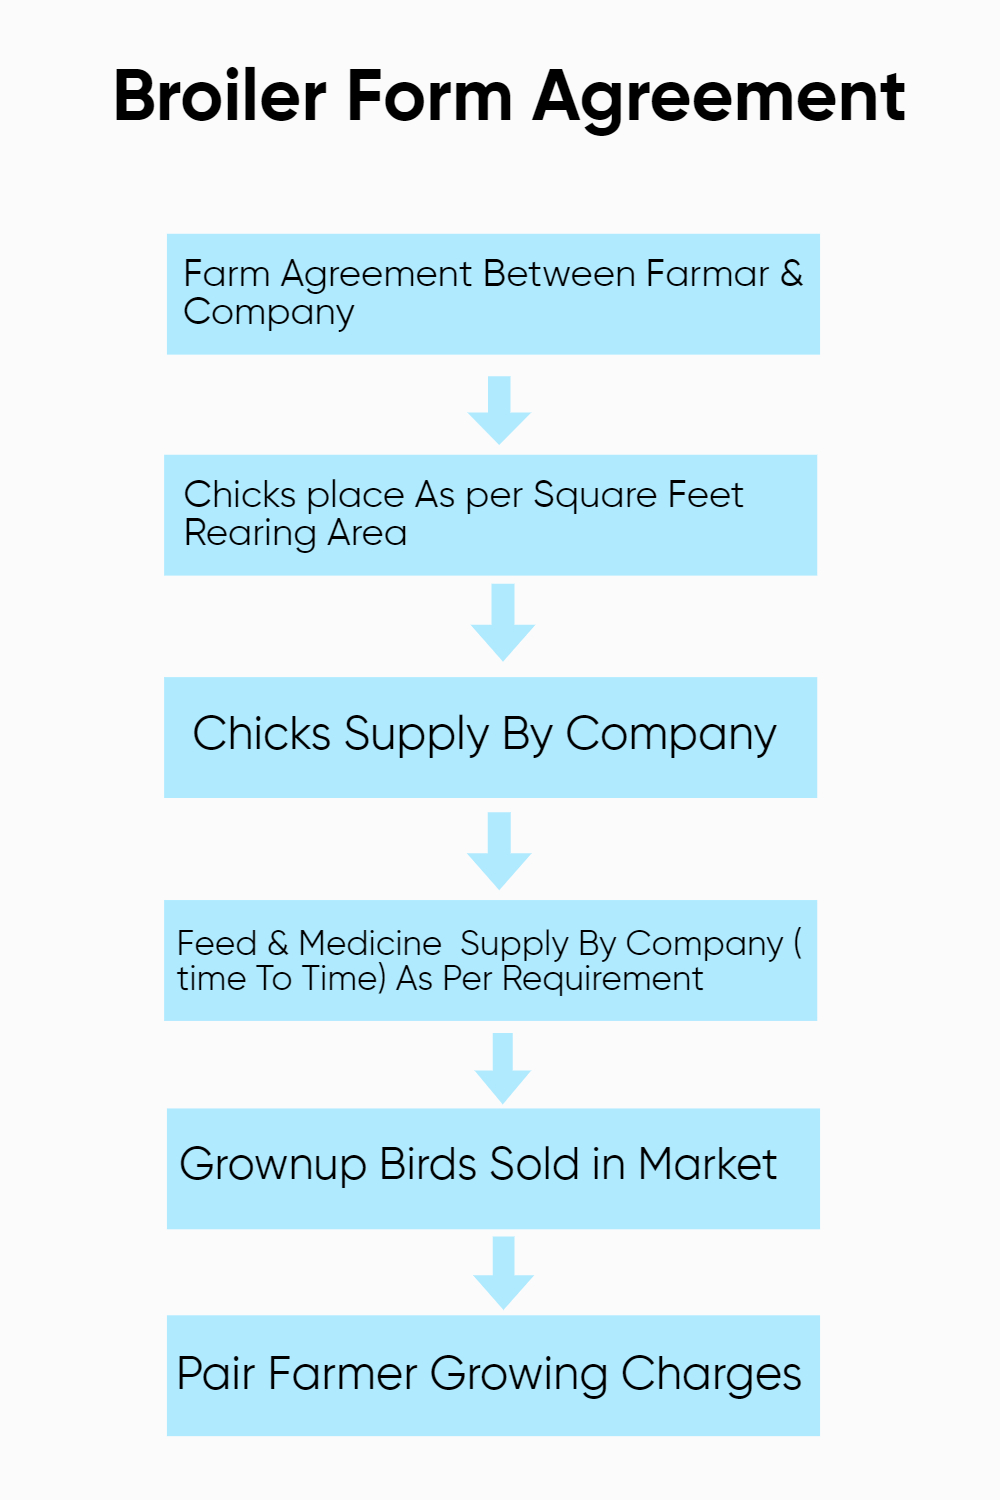 Broiler Form Agreement
Farm Agreement Between Farmar &
Company
Chicks place As per Square Feet
Rearing Area
Chicks Supply By Company
Feed & Medicine  Supply By Company (
time To Time) As Per Requirement
Grownup Birds Sold in Market
Pair Farmer Growing Charges